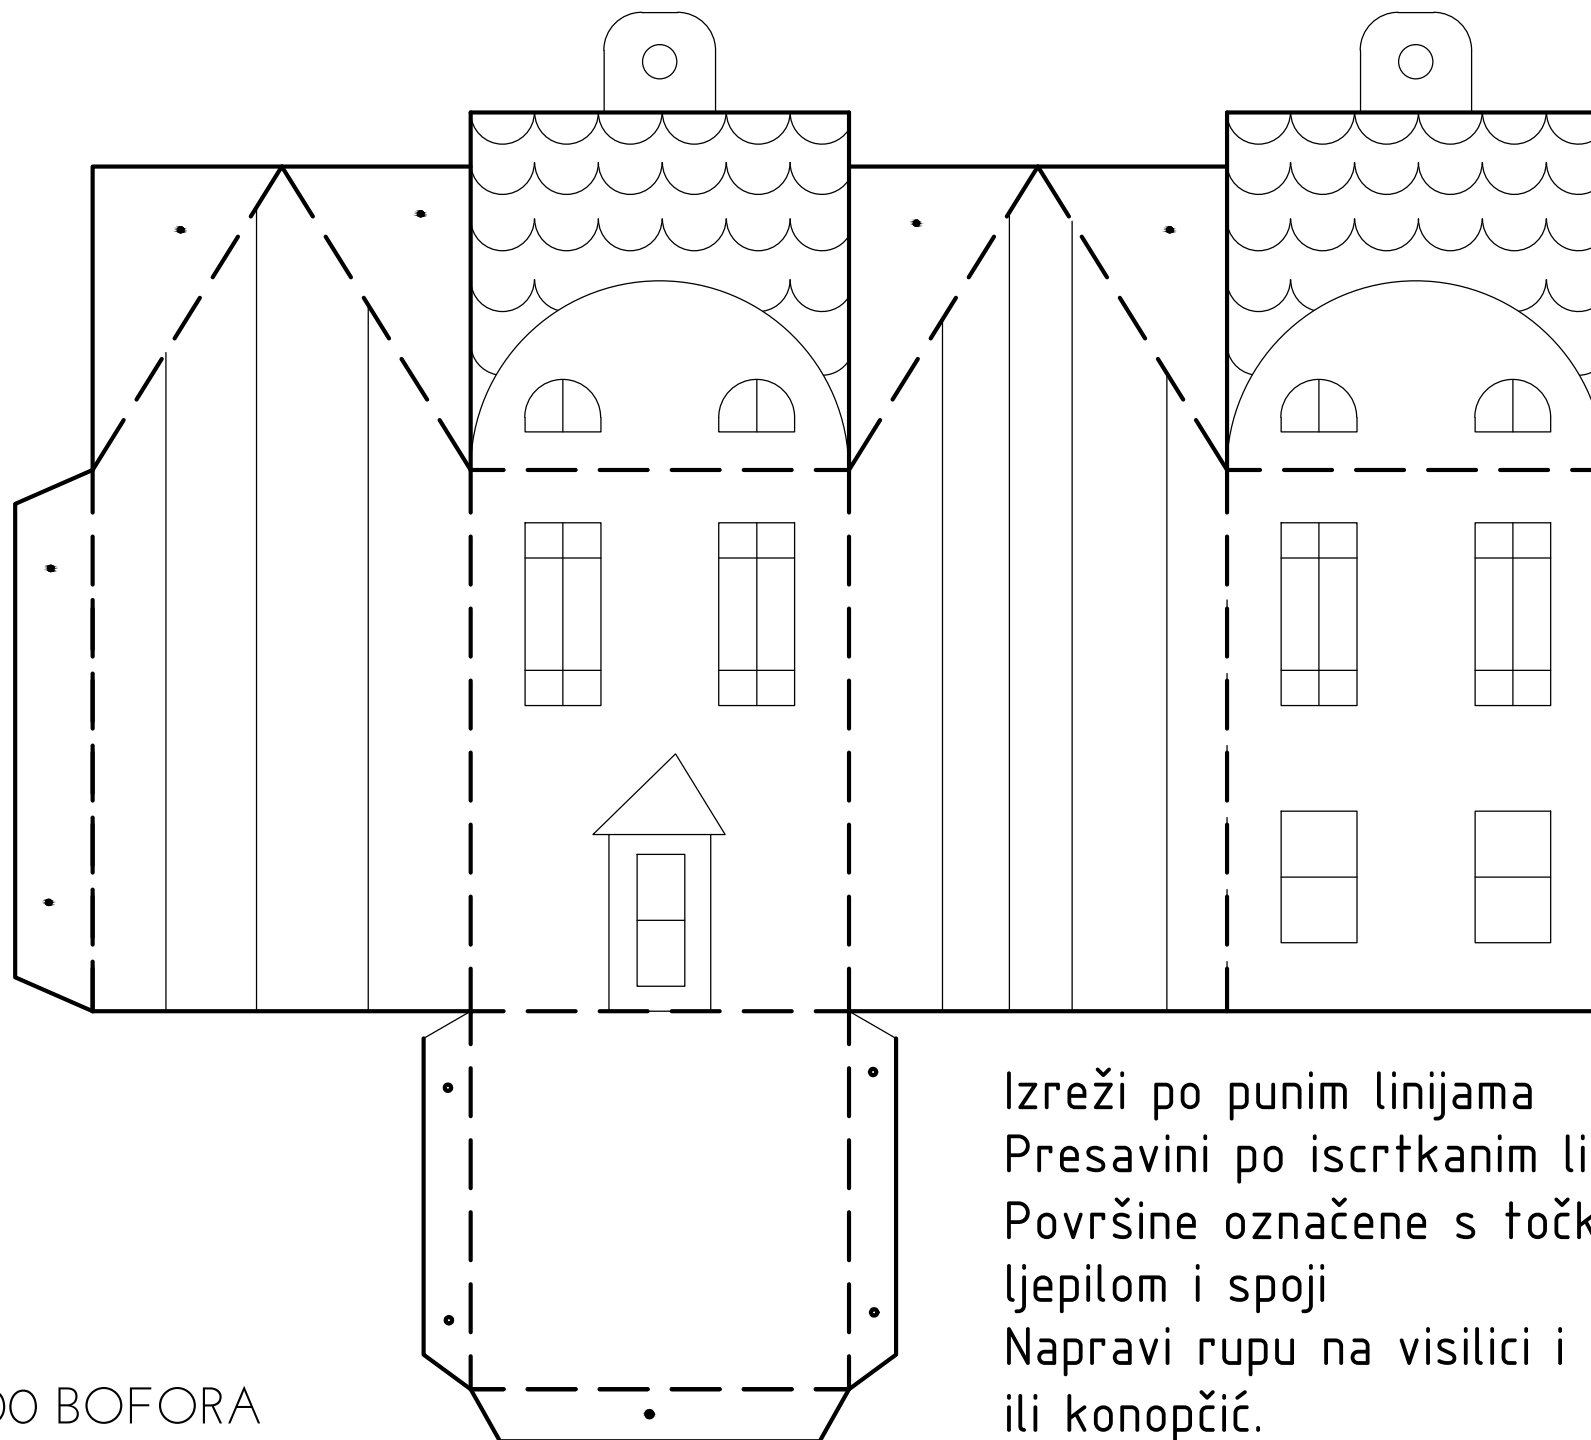 Izreži po punim linijama
Presavini po iscrtkanim li
Površine označene s točk
ljepilom i spoji
Napravi rupu na visilici i
ili konopčić.
00 BOFORA